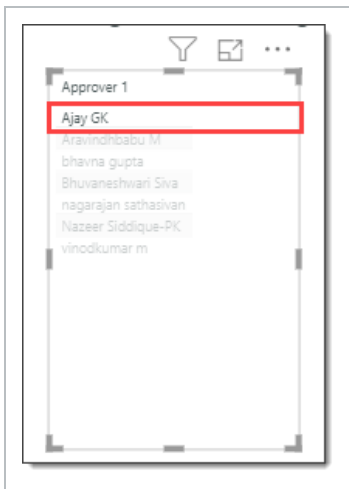 Approver 1
Ajay GK
Aravindhbabu M
bhavna gupta
Bhuvaneshwari Siva
nagarajan sathasivan
Nazeer Siddique-PK
vinodkumar m